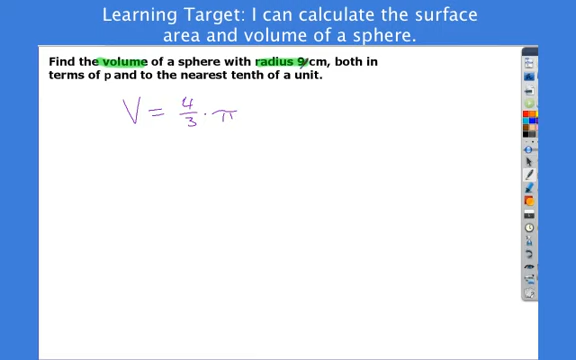 Learning Target: I can calculate the surface
area and volume of a sphere.
Find the volume of a sphere with radius 9 cm, both in
terms of p and to the nearest tenth of a unit.
V = 4/3 · π